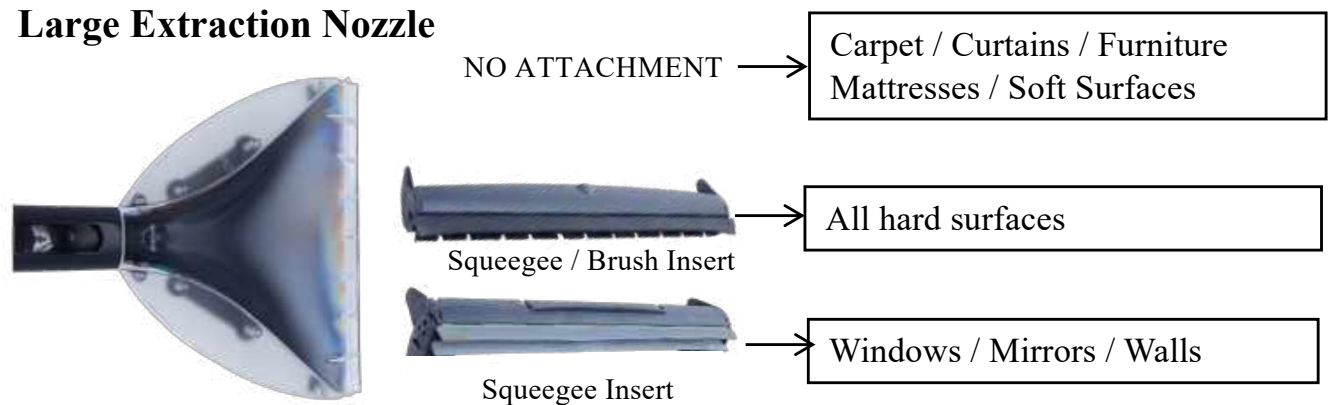 Large Extraction Nozzle
NO ATTACHMENT
Carpet / Curtains / Furniture
Mattresses / Soft Surfaces
All hard surfaces
Squeegee / Brush Insert
Windows / Mirrors / Walls
Squeegee Insert